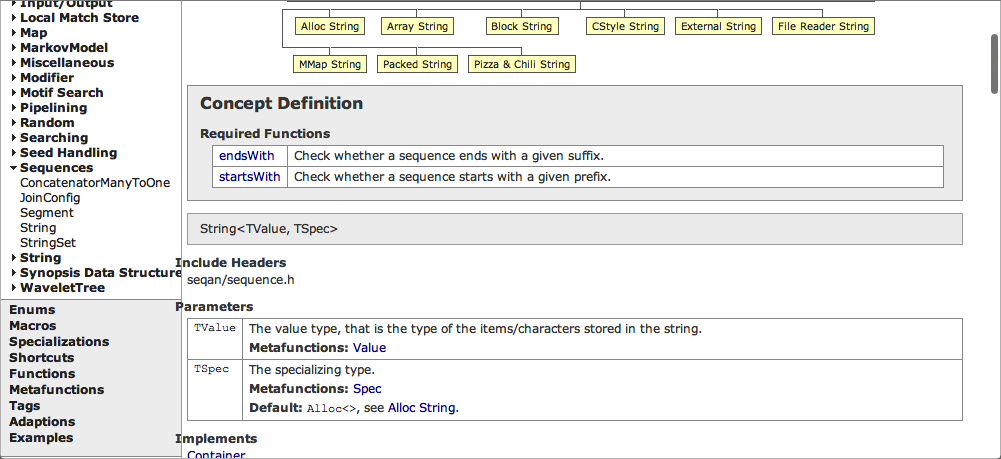 Input/Output
Local Match Store
Map
MarkovModel
Miscellaneous
Modifier
Motif Search
Pipelining
Random
Searching
Seed Handling
Sequences
ConcatenatorManyToOne
JoinConfig
Segment
String
StringSet
String
Synopsis Data Structure
WaveletTree
Enums
Macros
Specializations
Shortcuts
Functions
Metafunctions
Tags
Adaptions
Examples
Alloc String Array String Block String CStyle String External String File Reader String
MMap String Packed String Pizza & Chili String
Concept Definition
Required Functions
endsWith Check whether a sequence ends with a given suffix.
startsWith Check whether a sequence starts with a given prefix.
String<TValue, TSpec>
Include Headers
seqan/sequence.h
Parameters
TValue The value type, that is the type of the items/characters stored in the string.
Metafunctions: Value
TSpec The specializing type.
Metafunctions: Spec
Default: Alloc<>, see Alloc String.
Implements
Container